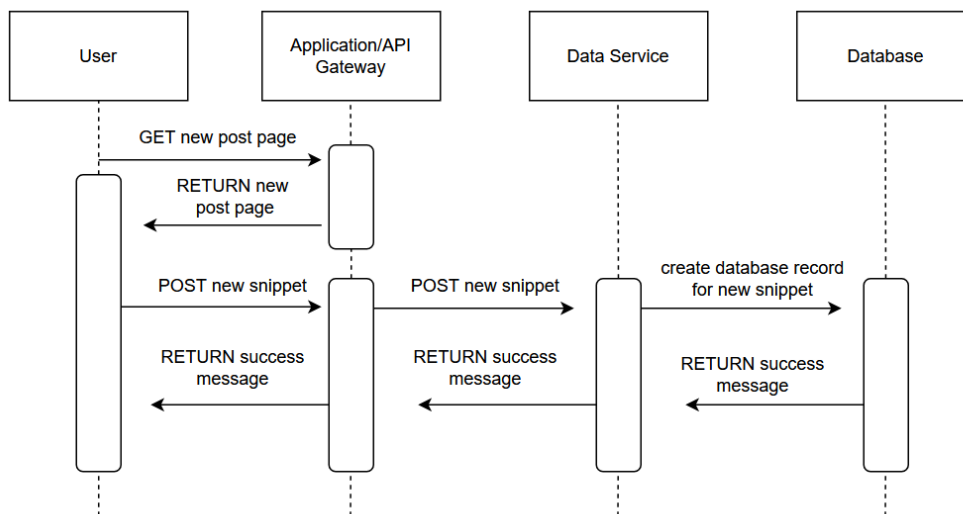 User
Application/API
Gateway
Data Service
Database
GET new post page
RETURN new
post page
POST new snippet
POST new snippet
create database record
for new snippet
RETURN success
message
RETURN success
message
RETURN success
message